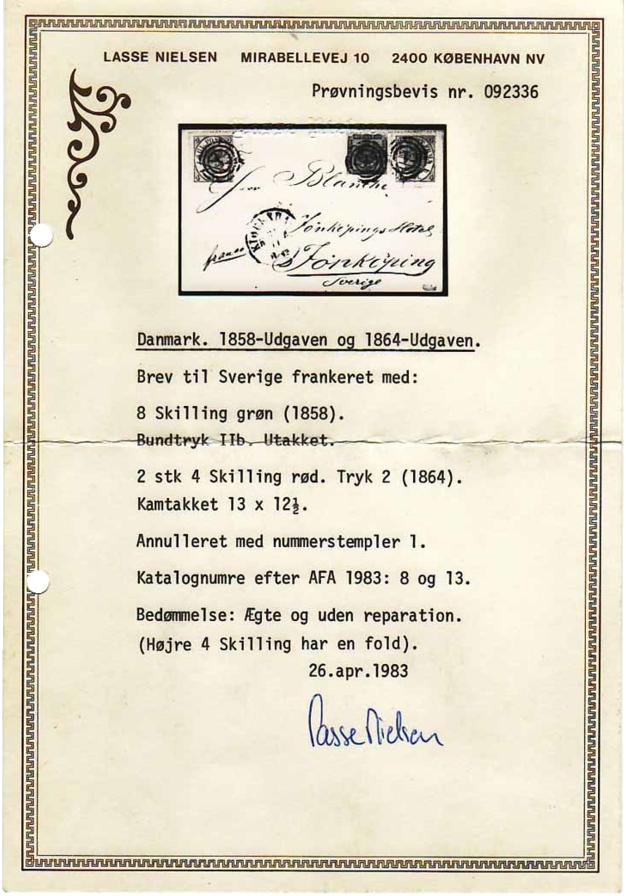 LASSE NIELSEN MIRABELLEVEJ 10 2400 KØBENHAVN NV
Prøvningsbevis nr. 092336
Herr Blanche
Jönköpings Hotel
franco
Jönköping
Sverige
Danmark. 1858-Udgaven og 1864-Udgaven.
Brev til Sverige frankeret med:
8 Skilling grøn (1858).
Bundtryk IIb. Utakket.
2 stk 4 Skilling rød. Tryk 2 (1864).
Kamtakket 13 x 12½.
Annulleret med nummerstempler 1.
Katalognumre efter AFA 1983: 8 og 13.
Bedømmelse: Ægte og uden reparation.
(Højre 4 Skilling har en fold).
26.apr.1983
Lasse Nielsen